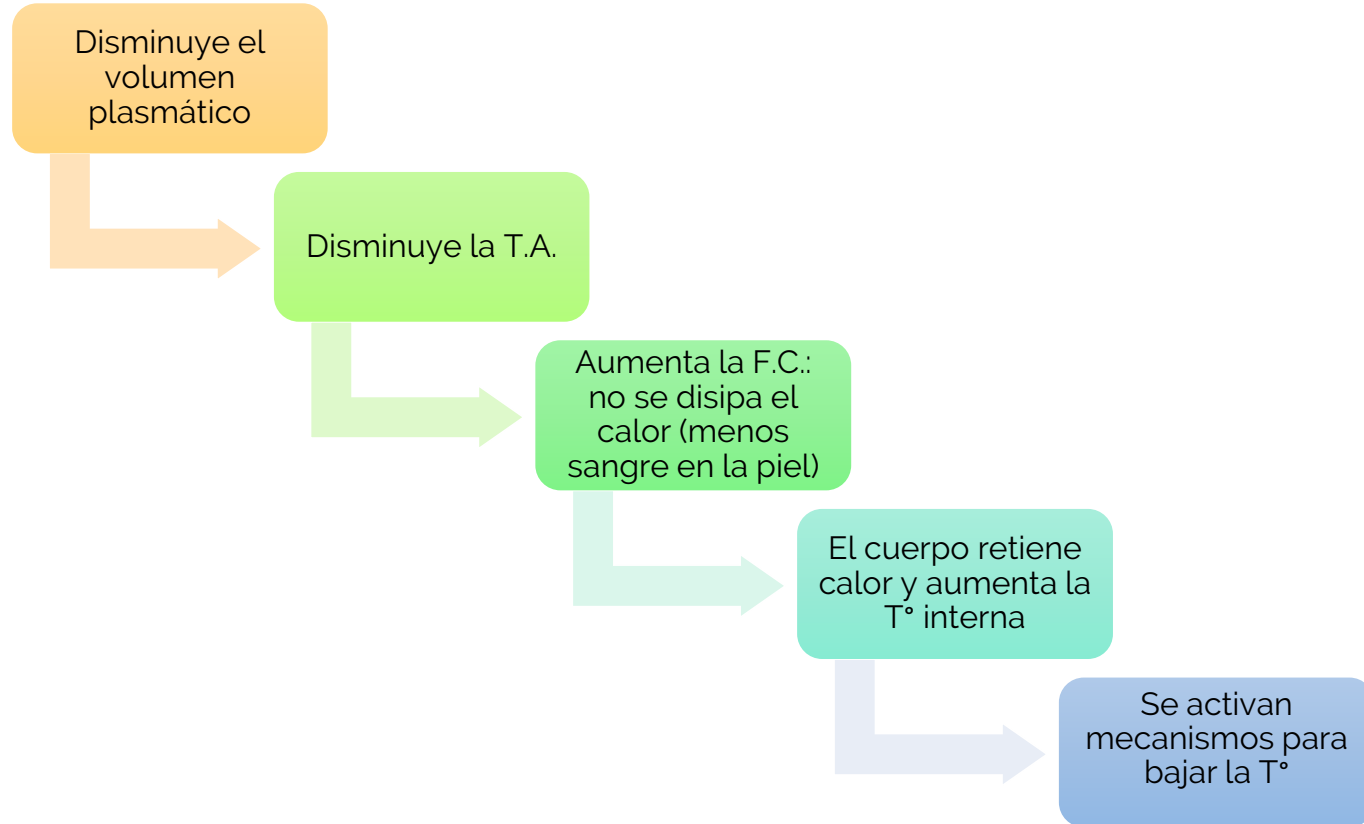 Disminuye el
volumen
plasmático
Disminuye la T.A.
Aumenta la F.C.:
no se disipa el
calor (menos
sangre en la piel)
El cuerpo retiene
calor y aumenta la
T° interna
Se activan
mecanismos para
bajar la T°